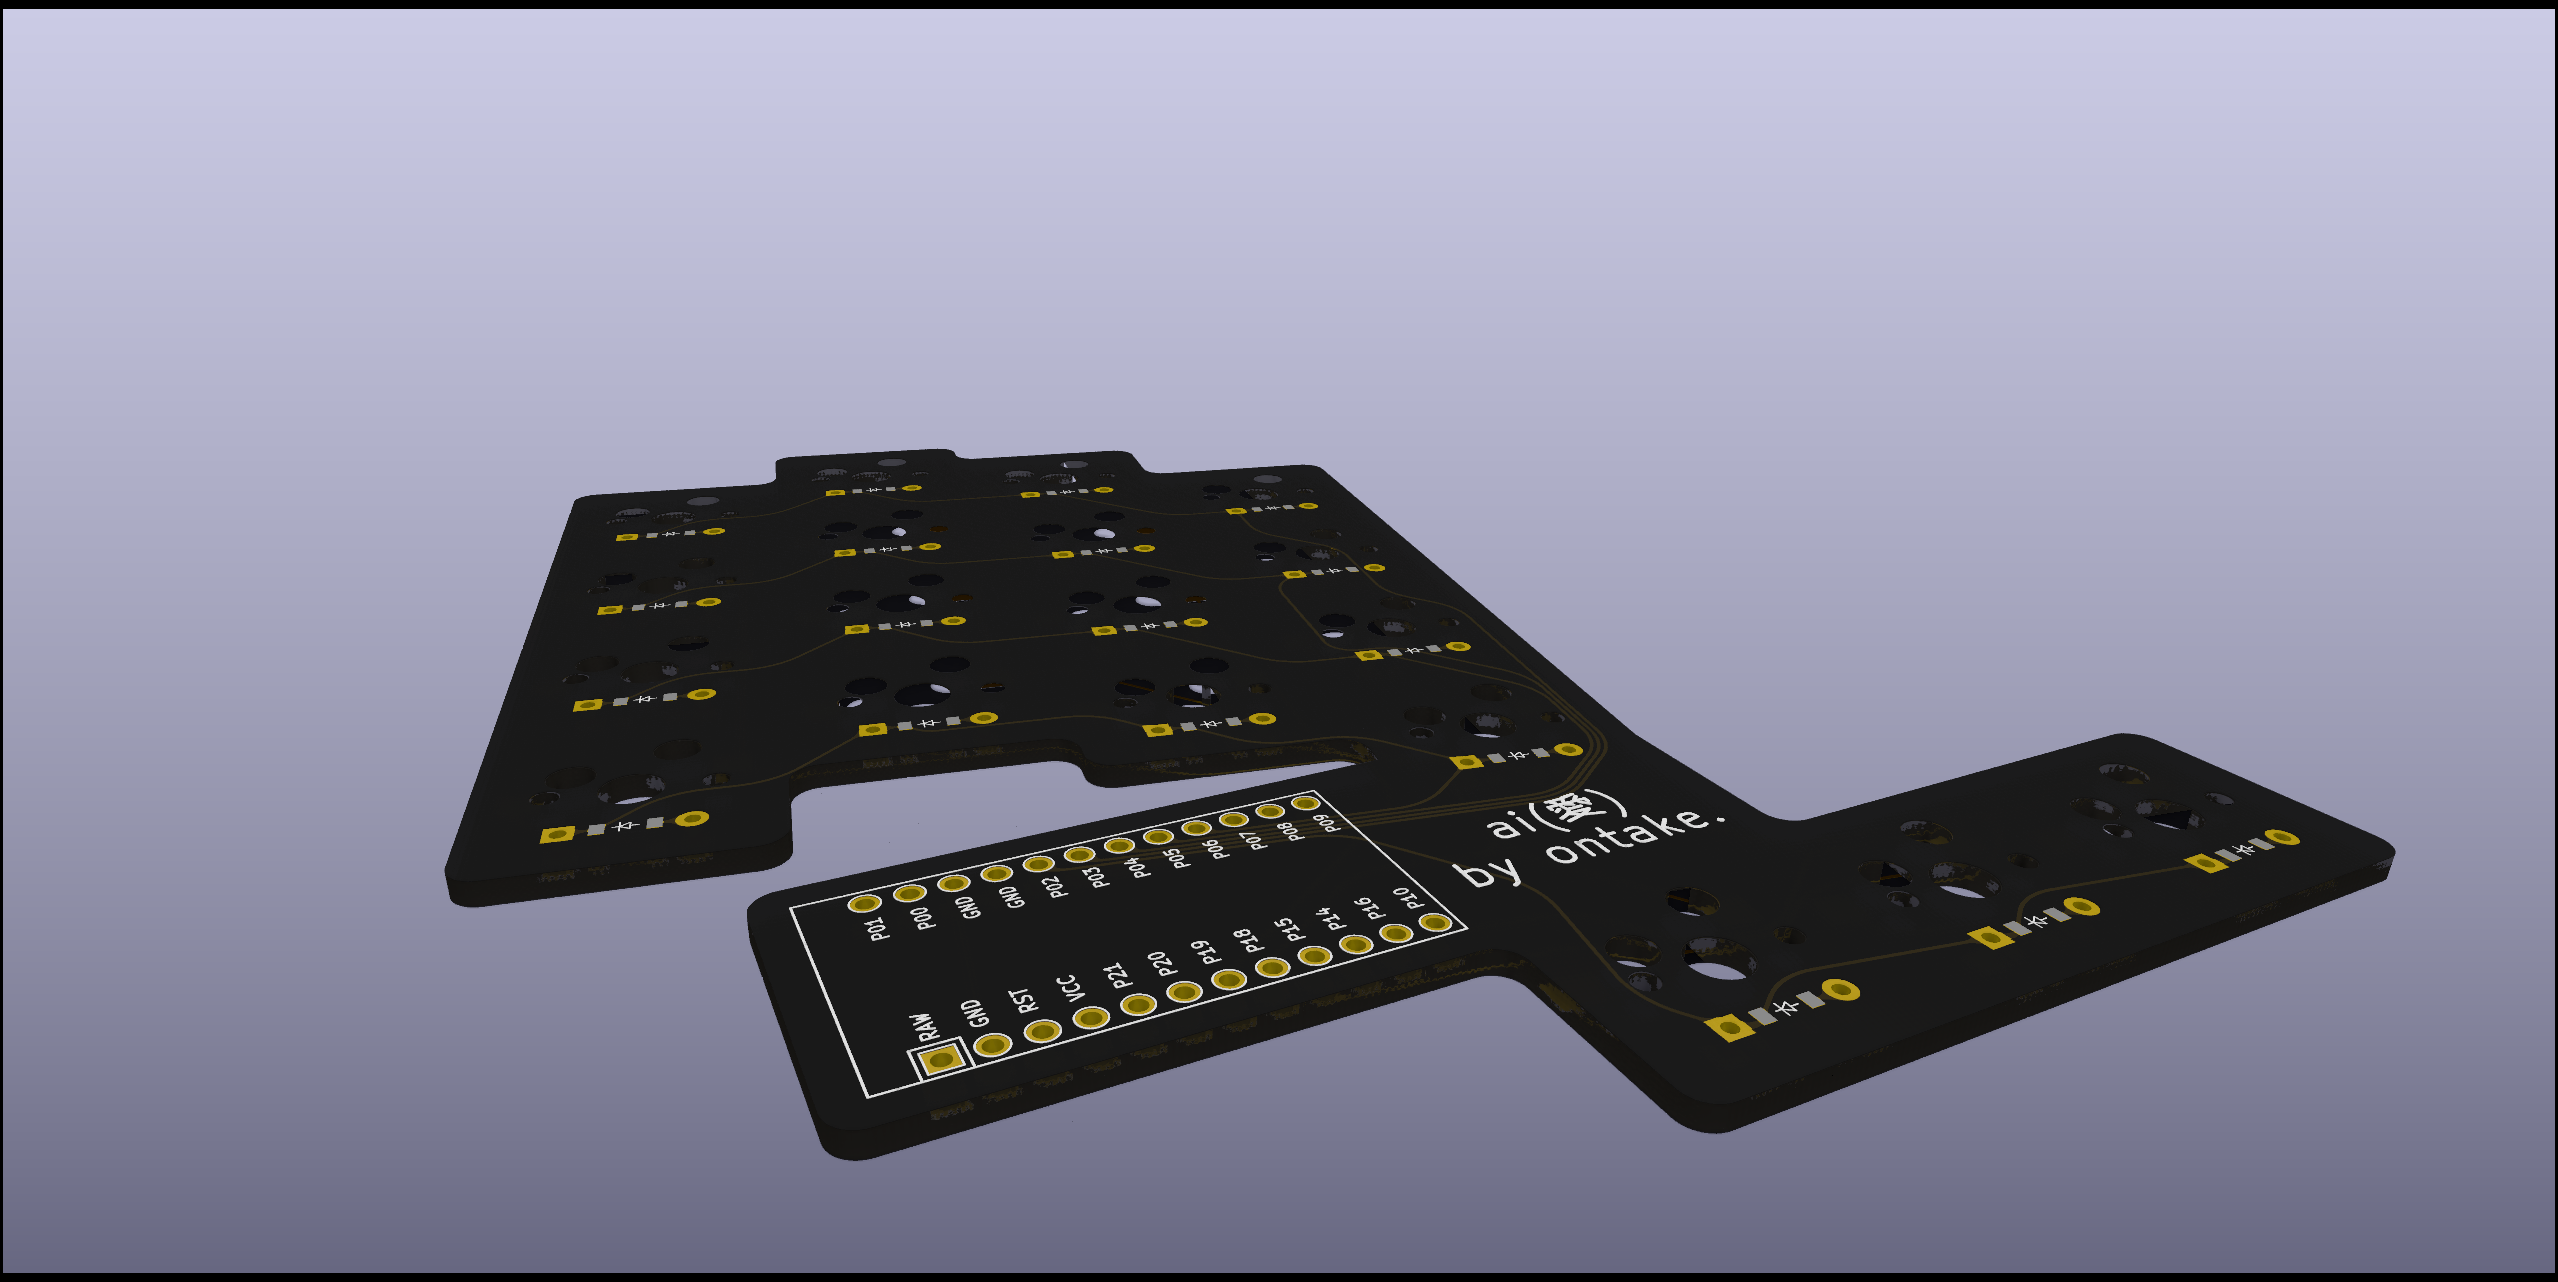 ai(愛)
by ontake.
P01
P00
GND
GND
P02
P03
P04
P05
P06
P07
P08
P09
RAW
GND
RST
VCC
P21
P20
P19
P18
P15
P14
P16
P10